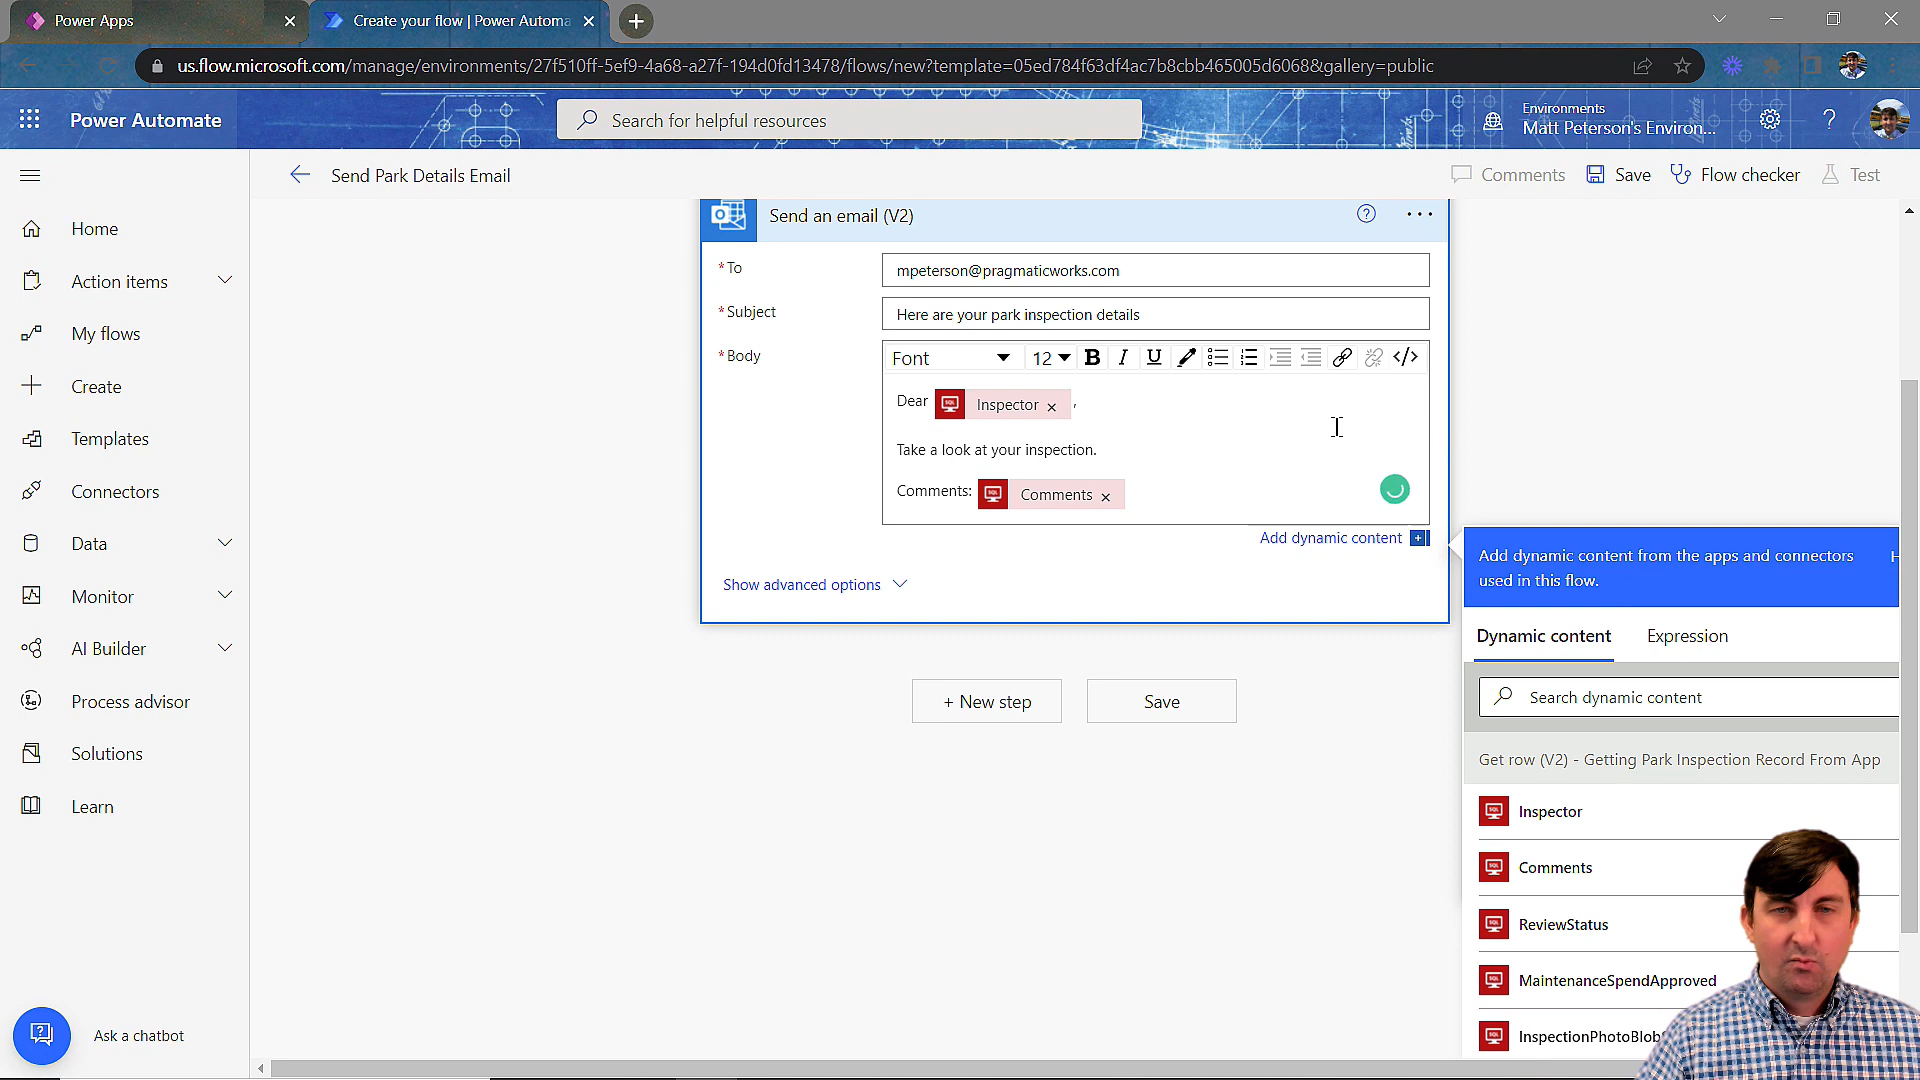 Power Apps
Create your flow | Power Automa
us.flow.microsoft.com/manage/environments/27f510ff-5ef9-4a68-a27f-194d0fd13478/flows/new?template=05ed784f63df4ac7b8cbb465005d6068&gallery=public
Power Automate
Search for helpful resources
Environments
Matt Peterson's Environ...
Send Park Details Email
Comments
Save
Flow checker
Test
Home
Action items
My flows
Create
Templates
Connectors
Data
Monitor
AI Builder
Process advisor
Solutions
Learn
Ask a chatbot
Send an email (V2)
*To
mpeterson@pragmaticworks.com
*Subject
Here are your park inspection details
*Body
Font 12 B I U </>
Dear Inspector × ,
Take a look at your inspection.
Comments: Comments ×
Add dynamic content
Show advanced options
+ New step
Save
Add dynamic content from the apps and connectors
used in this flow.
Dynamic content
Expression
Search dynamic content
Get row (V2) - Getting Park Inspection Record From App
SQL Inspector
SQL Comments
SQL ReviewStatus
SQL MaintenanceSpendApproved
SQL InspectionPhotoBlob